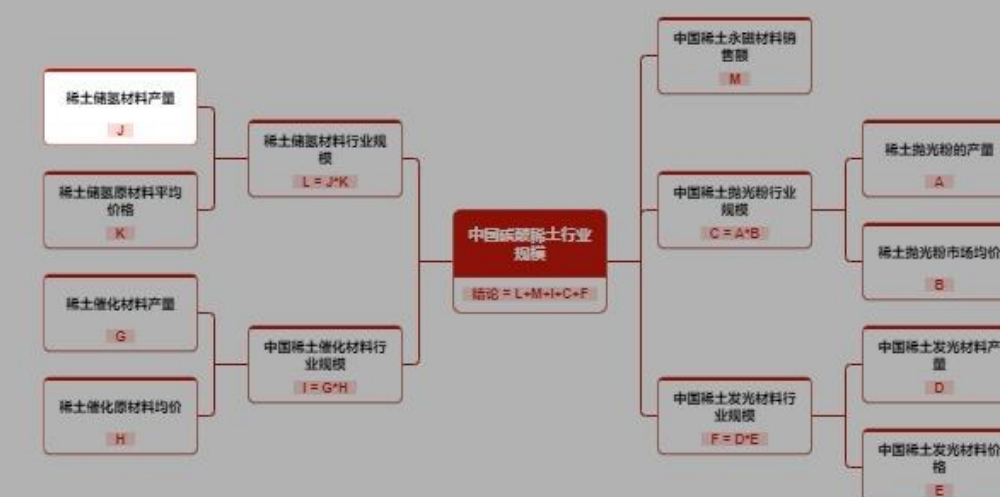 稀土储氢材料产量
J
稀土储氢原材料平均
价格
K
稀土储氢材料行业规
模
L = J*K
稀土催化材料产量
G
稀土催化原材料均价
H
中国稀土催化材料行
业规模
I = G*H
中国碳酸稀土行业
规模
结论 = L+M+I+C+F
中国稀土永磁材料销
售额
M
中国稀土抛光粉行业
规模
C = A*B
稀土抛光粉的产量
A
稀土抛光粉市场均价
B
中国稀土发光材料行
业规模
F = D*E
中国稀土发光材料产
量
D
中国稀土发光材料价
格
E